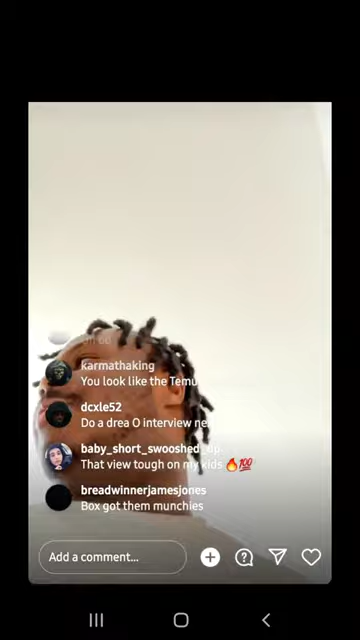 karmathaking
You look like the Temu
dcxle52
Do a drea O interview ne
baby_short_swooshed_up.
That view tough on my kids 🔥💯
breadwinnerjamesjones
Box got them munchies
Add a comment...